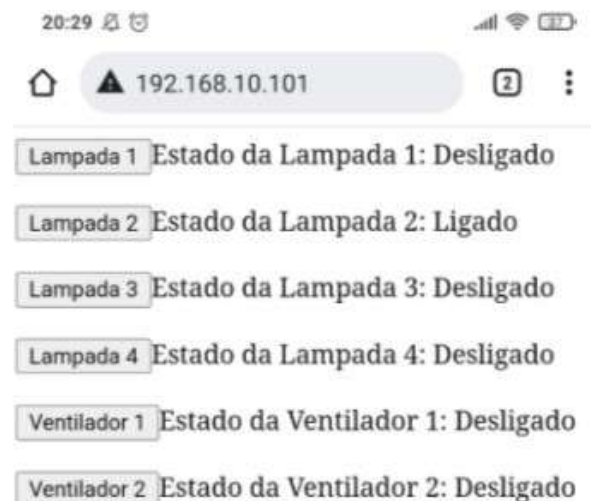 20:29
37
192.168.10.101
2
Lampada 1 Estado da Lampada 1: Desligado
Lampada 2 Estado da Lampada 2: Ligado
Lampada 3 Estado da Lampada 3: Desligado
Lampada 4 Estado da Lampada 4: Desligado
Ventilador 1 Estado da Ventilador 1: Desligado
Ventilador 2 Estado da Ventilador 2: Desligado